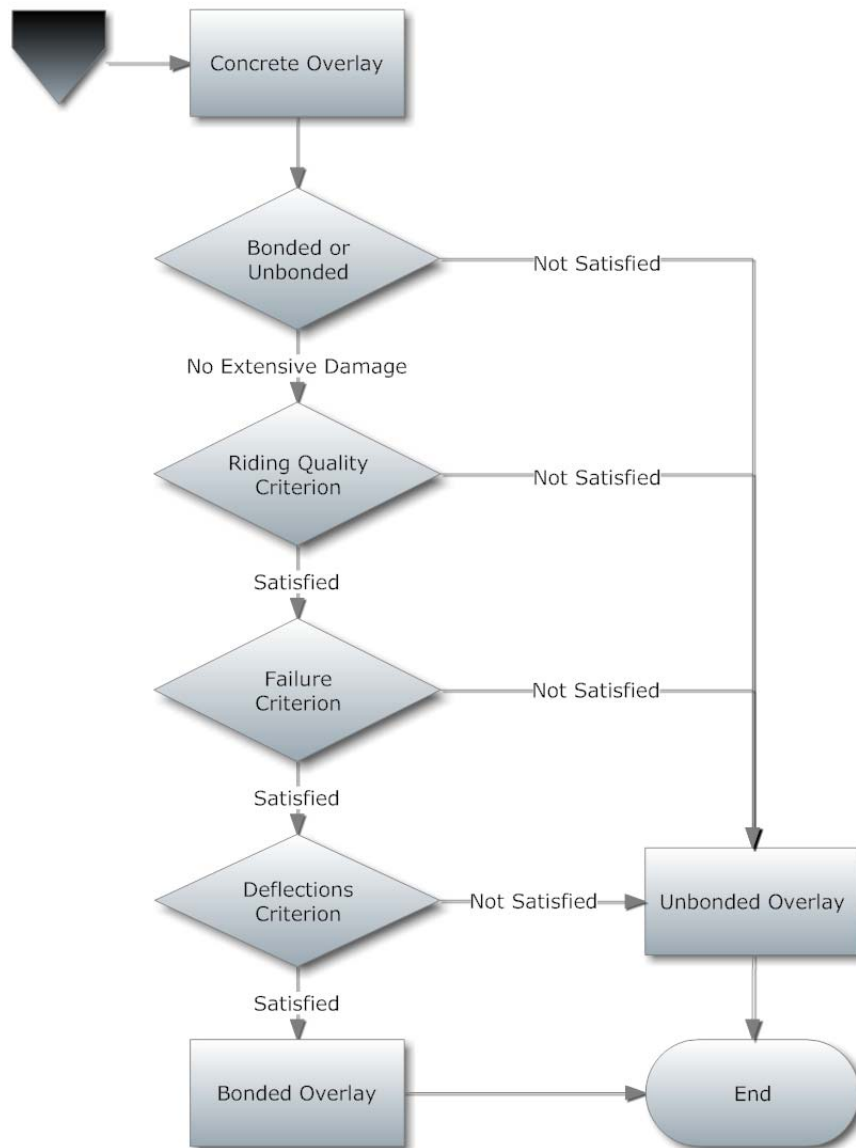 Concrete Overlay
Bonded or
Unbonded
Not Satisfied
No Extensive Damage
Riding Quality
Criterion
Not Satisfied
Satisfied
Failure
Criterion
Not Satisfied
Satisfied
Deflections
Criterion
Not Satisfied
Unbonded Overlay
Satisfied
Bonded Overlay
End